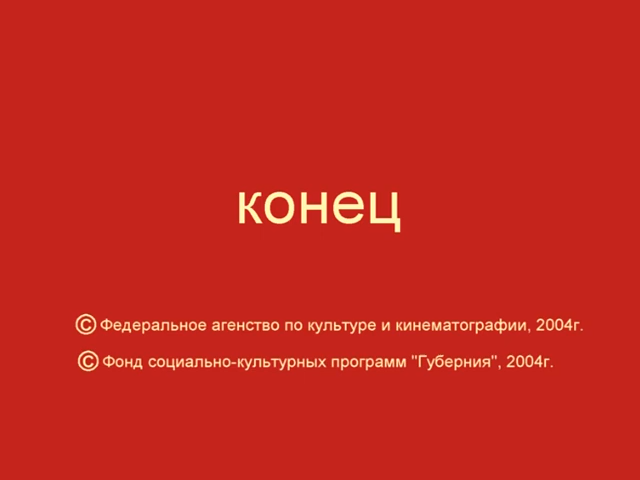 конец
© Федеральное агенство по культуре и кинематографии, 2004г.
© Фонд социально-культурных программ "Губерния", 2004г.